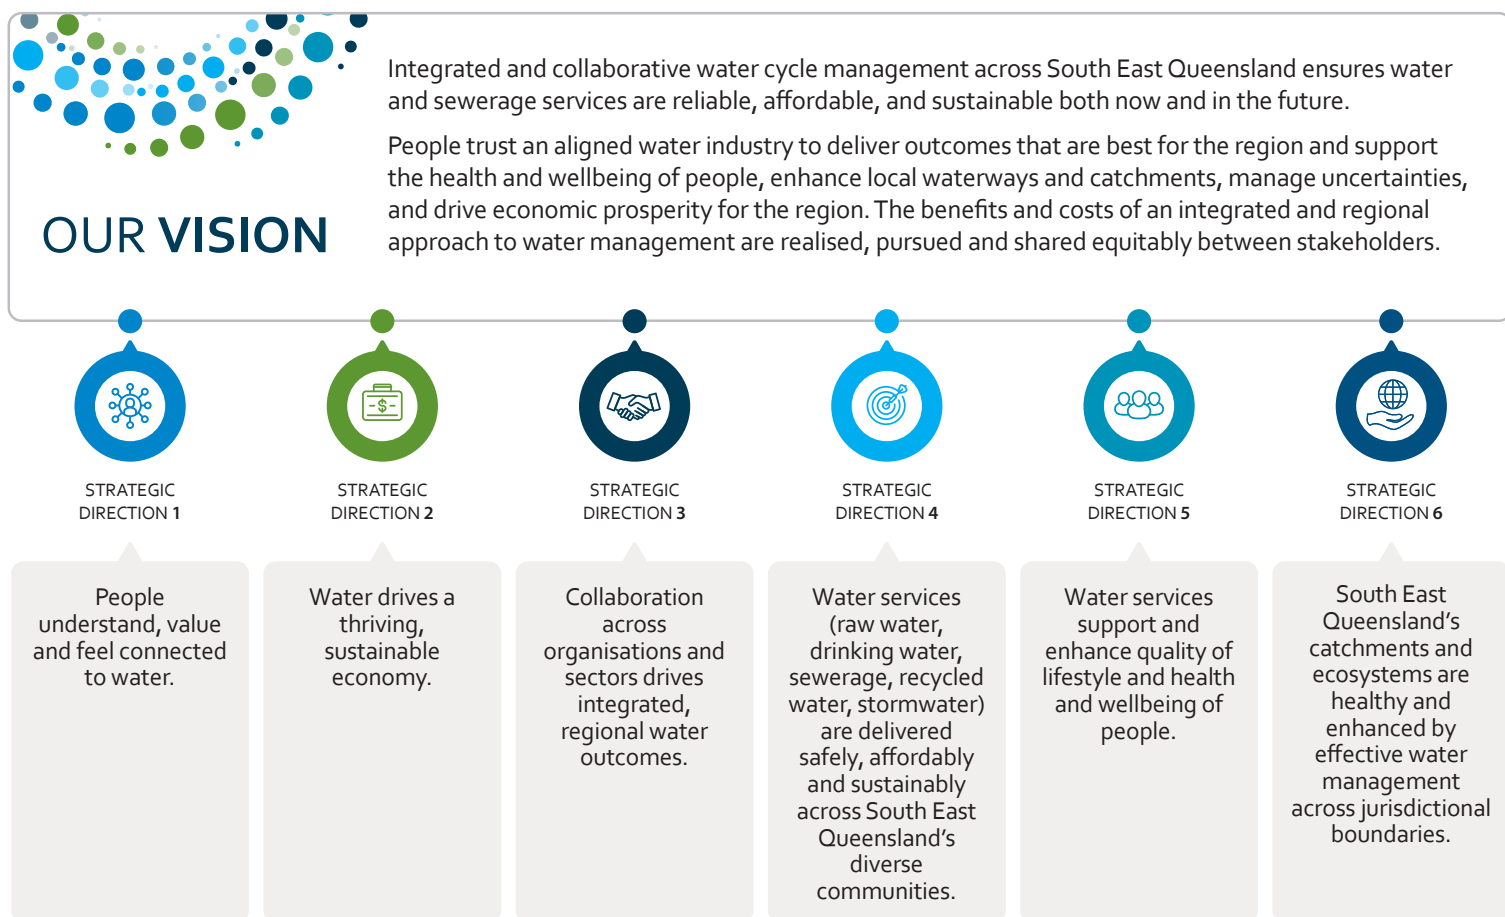 Integrated and collaborative water cycle management across South East Queensland ensures water
and sewerage services are reliable, affordable, and sustainable both now and in the future.
People trust an aligned water industry to deliver outcomes that are best for the region and support
the health and wellbeing of people, enhance local waterways and catchments, manage uncertainties,
and drive economic prosperity for the region. The benefits and costs of an integrated and regional
approach to water management are realised, pursued and shared equitably between stakeholders.
OUR VISION
$
STRATEGIC
DIRECTION 1
People
understand, value
and feel connected
to water.
STRATEGIC
DIRECTION 2
Water drives a
thriving,
sustainable
economy.
STRATEGIC
DIRECTION 3
Collaboration
across
organisations and
sectors drives
integrated,
regional water
outcomes.
STRATEGIC
DIRECTION 4
Water services
(raw water,
drinking water,
sewerage, recycled
water, stormwater)
are delivered
safely, affordably
and sustainably
across South East
Queensland's
diverse
communities.
STRATEGIC
DIRECTION 5
Water services
support and
enhance quality of
lifestyle and health
and wellbeing of
people.
STRATEGIC
DIRECTION 6
South East
Queensland's
catchments and
ecosystems are
healthy and
enhanced by
effective water
management
across jurisdictional
boundaries.